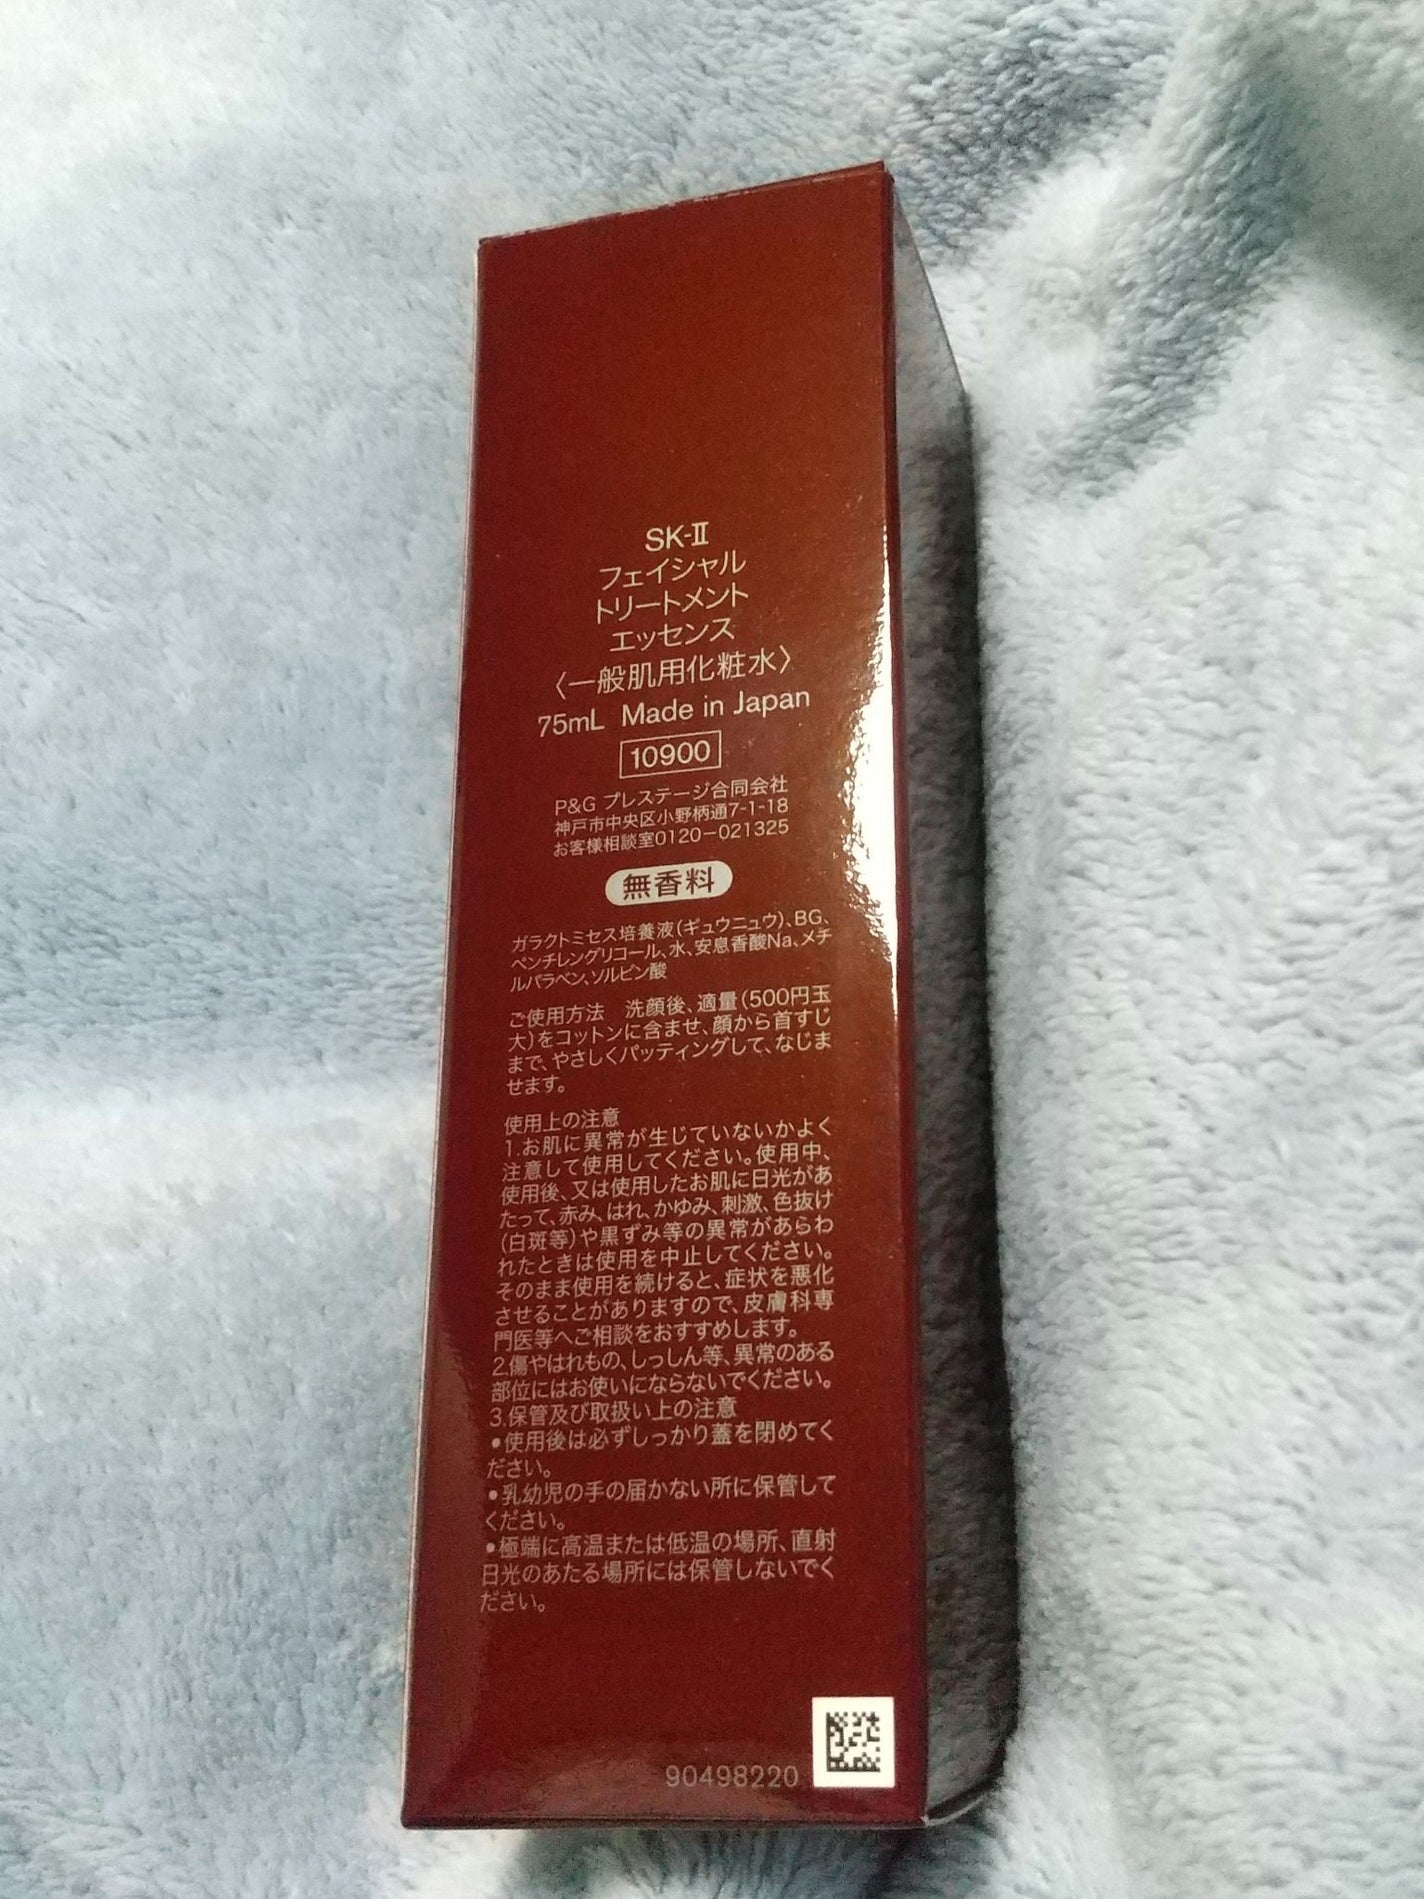 SK-Ⅱ
フェイシャル
トリートメント
エッセンス
〈一般肌用化粧水〉
75mL Made in Japan
10900
P&G プレステージ合同会社
神戸市中央区小野柄通7-1-18
お客様相談室0120-021325
無香料
ガラクトミセス培養液(ギュウニュウ)、BG、
ペンチレングリコール、水、安息香酸Na、メチ
ルパラベン、ソルビン酸
ご使用方法 洗顔後、適量(500円玉
大)をコットンに含ませ、顔から首すじ
まで、やさしくパッティングして、なじま
せます。
使用上の注意
1.お肌に異常が生じていないかよく
注意して使用してください。使用中、
使用後、又は使用したお肌に日光があ
たって、赤み、はれ、かゆみ、刺激、色抜け
(白斑等)や黒ずみ等の異常があらわ
れたときは使用を中止してください。
そのまま使用を続けると、症状を悪化
させることがありますので、皮膚科専
門医等へご相談をおすすめします。
2.傷やはれもの、しっしん等、異常のある
部位にはお使いにならないでください。
3.保管及び取扱い上の注意
•使用後は必ずしっかり蓋を閉めてく
ださい。
•乳幼児の手の届かない所に保管して
ください。
•極端に高温または低温の場所、直射
日光のあたる場所には保管しないでく
ださい。
90498220